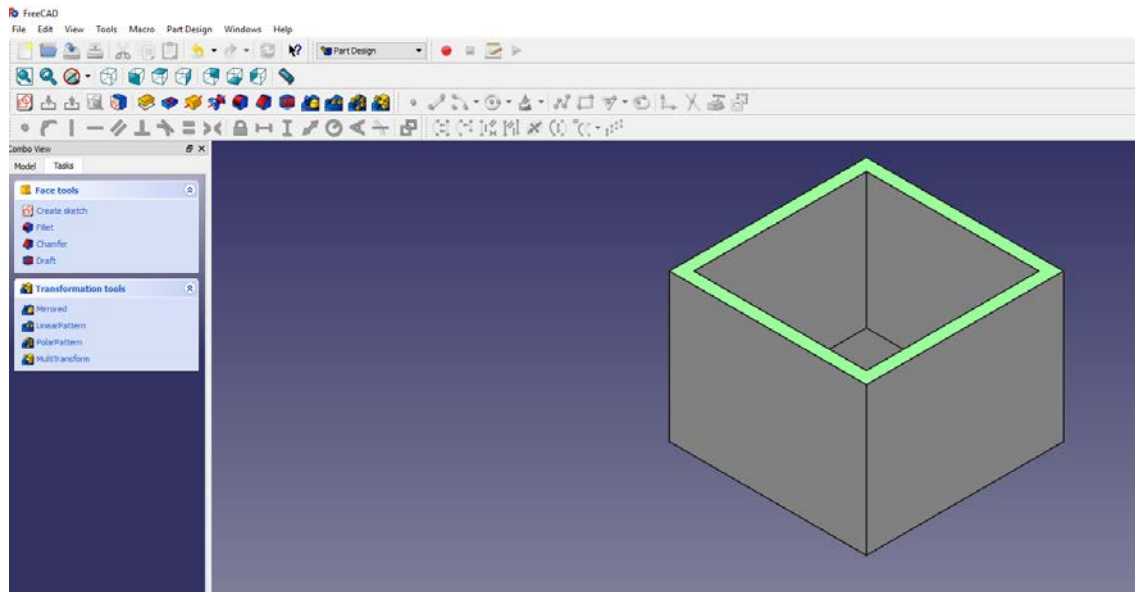 FreeCAD
File Edit View Tools Macro Part Design Windows Help
Part Design
Combo View
Model Tasks
Face tools
Create sketch
Fillet
Chamfer
Draft
Transformation tools
Mirrored
LinearPattern
PolarPattern
MultiTransform